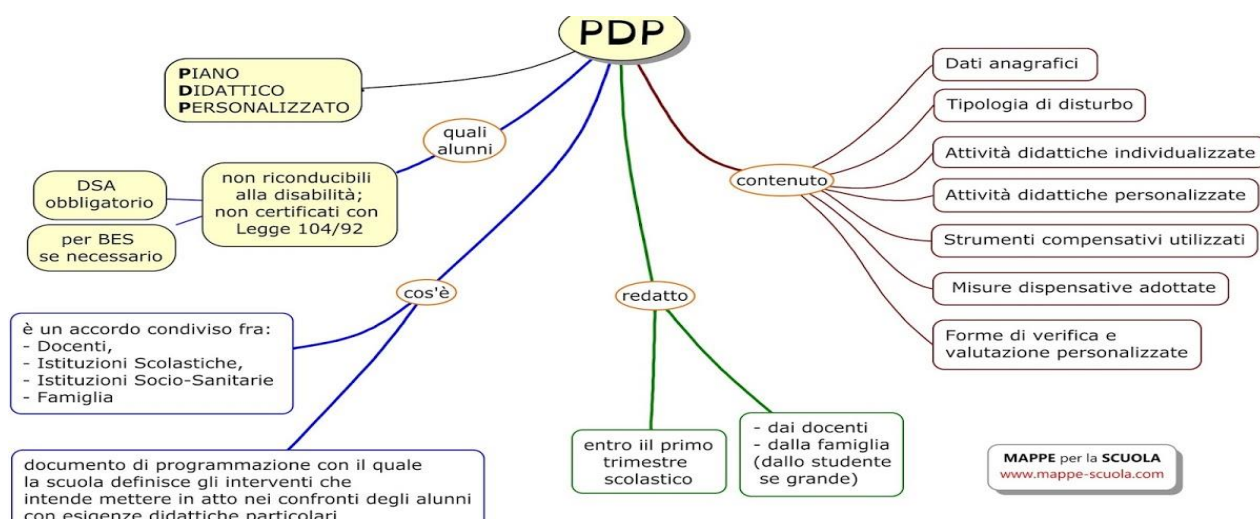 PDP
PIANO
DIDATTICO
PERSONALIZZATO
quali
alunni
non riconducibili
alla disabilità;
non certificati con
Legge 104/92
DSA
obbligatorio
per BES
se necessario
cos'è
è un accordo condiviso fra:
- Docenti,
- Istituzioni Scolastiche,
- Istituzioni Socio-Sanitarie
- Famiglia
documento di programmazione con il quale
la scuola definisce gli interventi che
intende mettere in atto nei confronti degli alunni
con esigenze didattiche particolari
redatto
entro iil primo
trimestre
scolastico
- dai docenti
- dalla famiglia
(dallo studente
se grande)
contenuto
Dati anagrafici
Tipologia di disturbo
Attività didattiche individualizzate
Attività didattiche personalizzate
Strumenti compensativi utilizzati
Misure dispensative adottate
Forme di verifica e
valutazione personalizzate
MAPPE per la SCUOLA
www.mappe-scuola.com